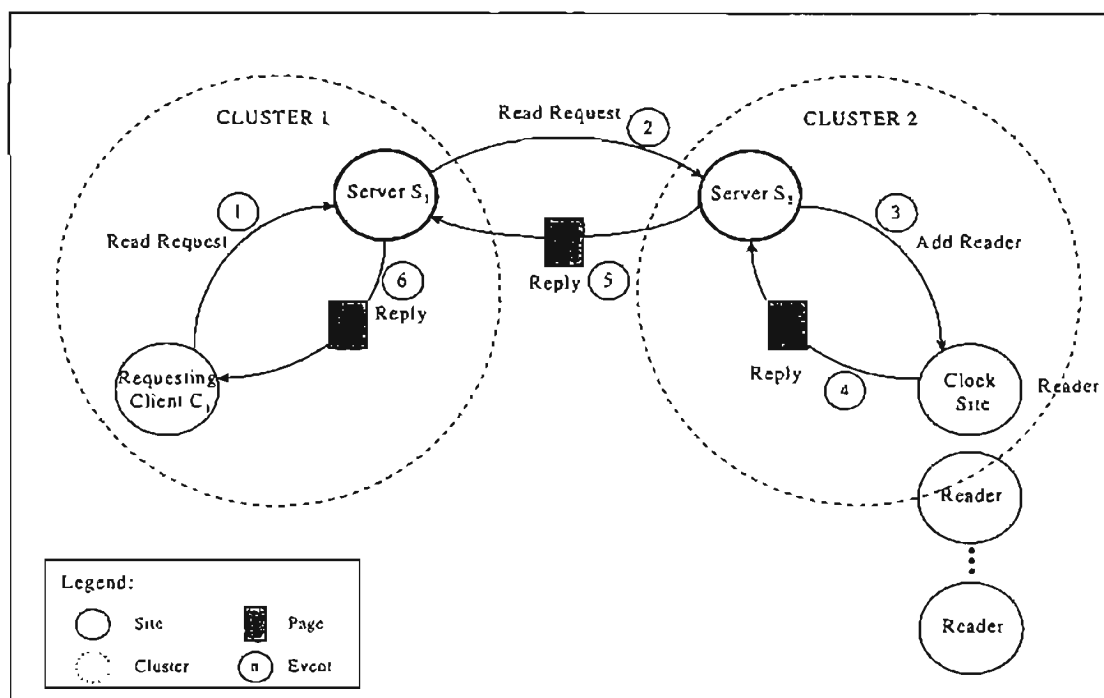 CLUSTER 1
Read Request
2
CLUSTER 2
Server S1
Server S2
1
3
Read Request
Add Reader
6
Reply
5
Reply
Requesting
Client C1
Reply
4
Clock
Site
Reader
Reader
Reader
Legend:
Site
Page
Cluster
n
Event